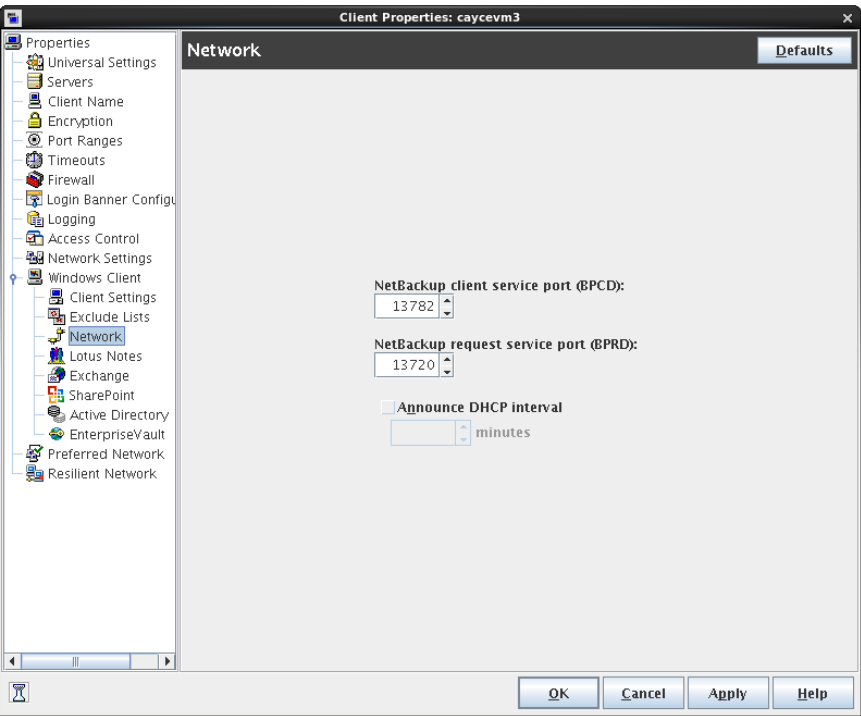 Client Properties: caycevm3
Properties
Universal Settings
Servers
Client Name
Encryption
Port Ranges
Timeouts
Firewall
Login Banner Configu
Logging
Access Control
Network Settings
Windows Client
Client Settings
Exclude Lists
Network
Lotus Notes
Exchange
SharePoint
Active Directory
EnterpriseVault
Preferred Network
Resilient Network
Network
Defaults
NetBackup client service port (BPCD):
13782
NetBackup request service port (BPRD):
13720
Announce DHCP interval
minutes
OK
Cancel
Apply
Help